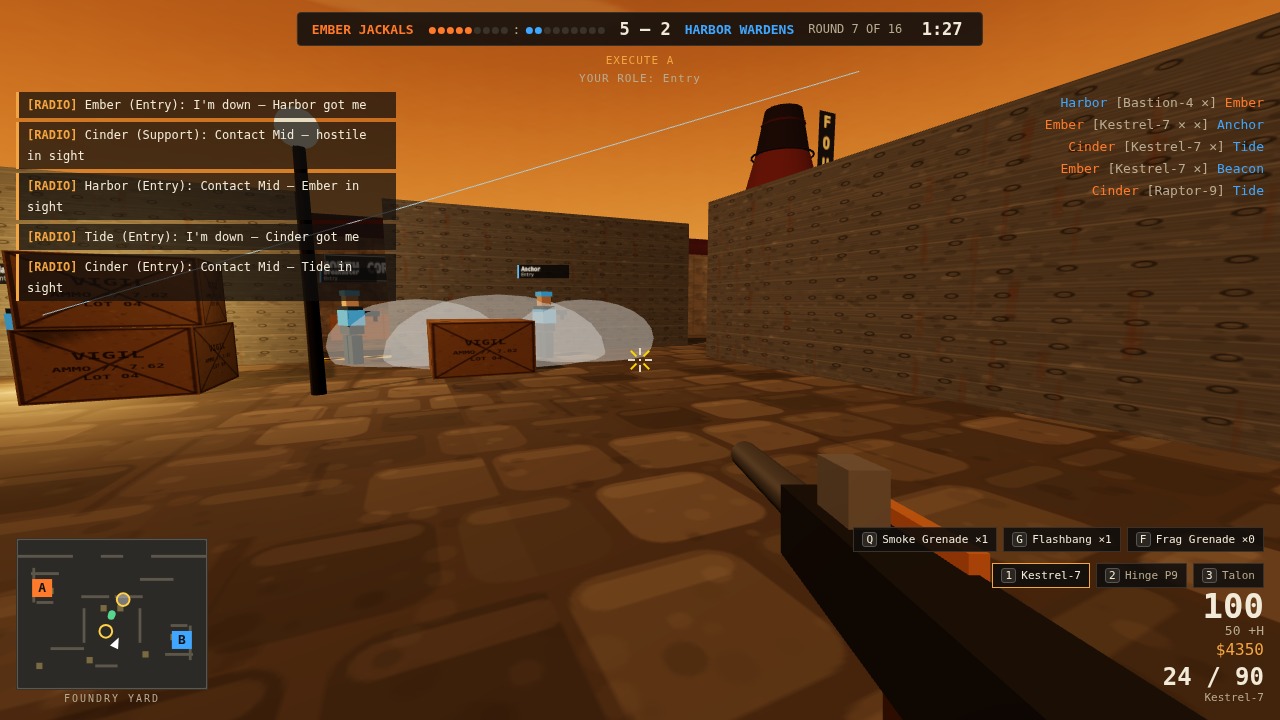 EMBER JACKALS : 5 — 2 HARBOR WARDENS ROUND 7 OF 16 1:27
EXECUTE A
YOUR ROLE: Entry
[RADIO] Ember (Entry): I'm down — Harbor got me
[RADIO] Cinder (Support): Contact Mid — hostile
in sight
[RADIO] Harbor (Entry): Contact Mid — Ember in
sight
[RADIO] Tide (Entry): I'm down — Cinder got me
[RADIO] Cinder (Entry): Contact Mid — Tide in
sight
Harbor [Bastion-4 ×] Ember
Ember [Kestrel-7 × ×] Anchor
Cinder [Kestrel-7 ×] Tide
Ember [Kestrel-7 ×] Beacon
Cinder [Raptor-9] Tide
Anchor
Entry
VIGIL
AMMO 77 7.62
LOT 04
VIGIL
LOT 04
A
B
FOUNDRY YARD
Q Smoke Grenade ×1 G Flashbang ×1 F Frag Grenade ×0
1 Kestrel-7 2 Hinge P9 3 Talon
100
50 +H
$4350
24 / 90
Kestrel-7